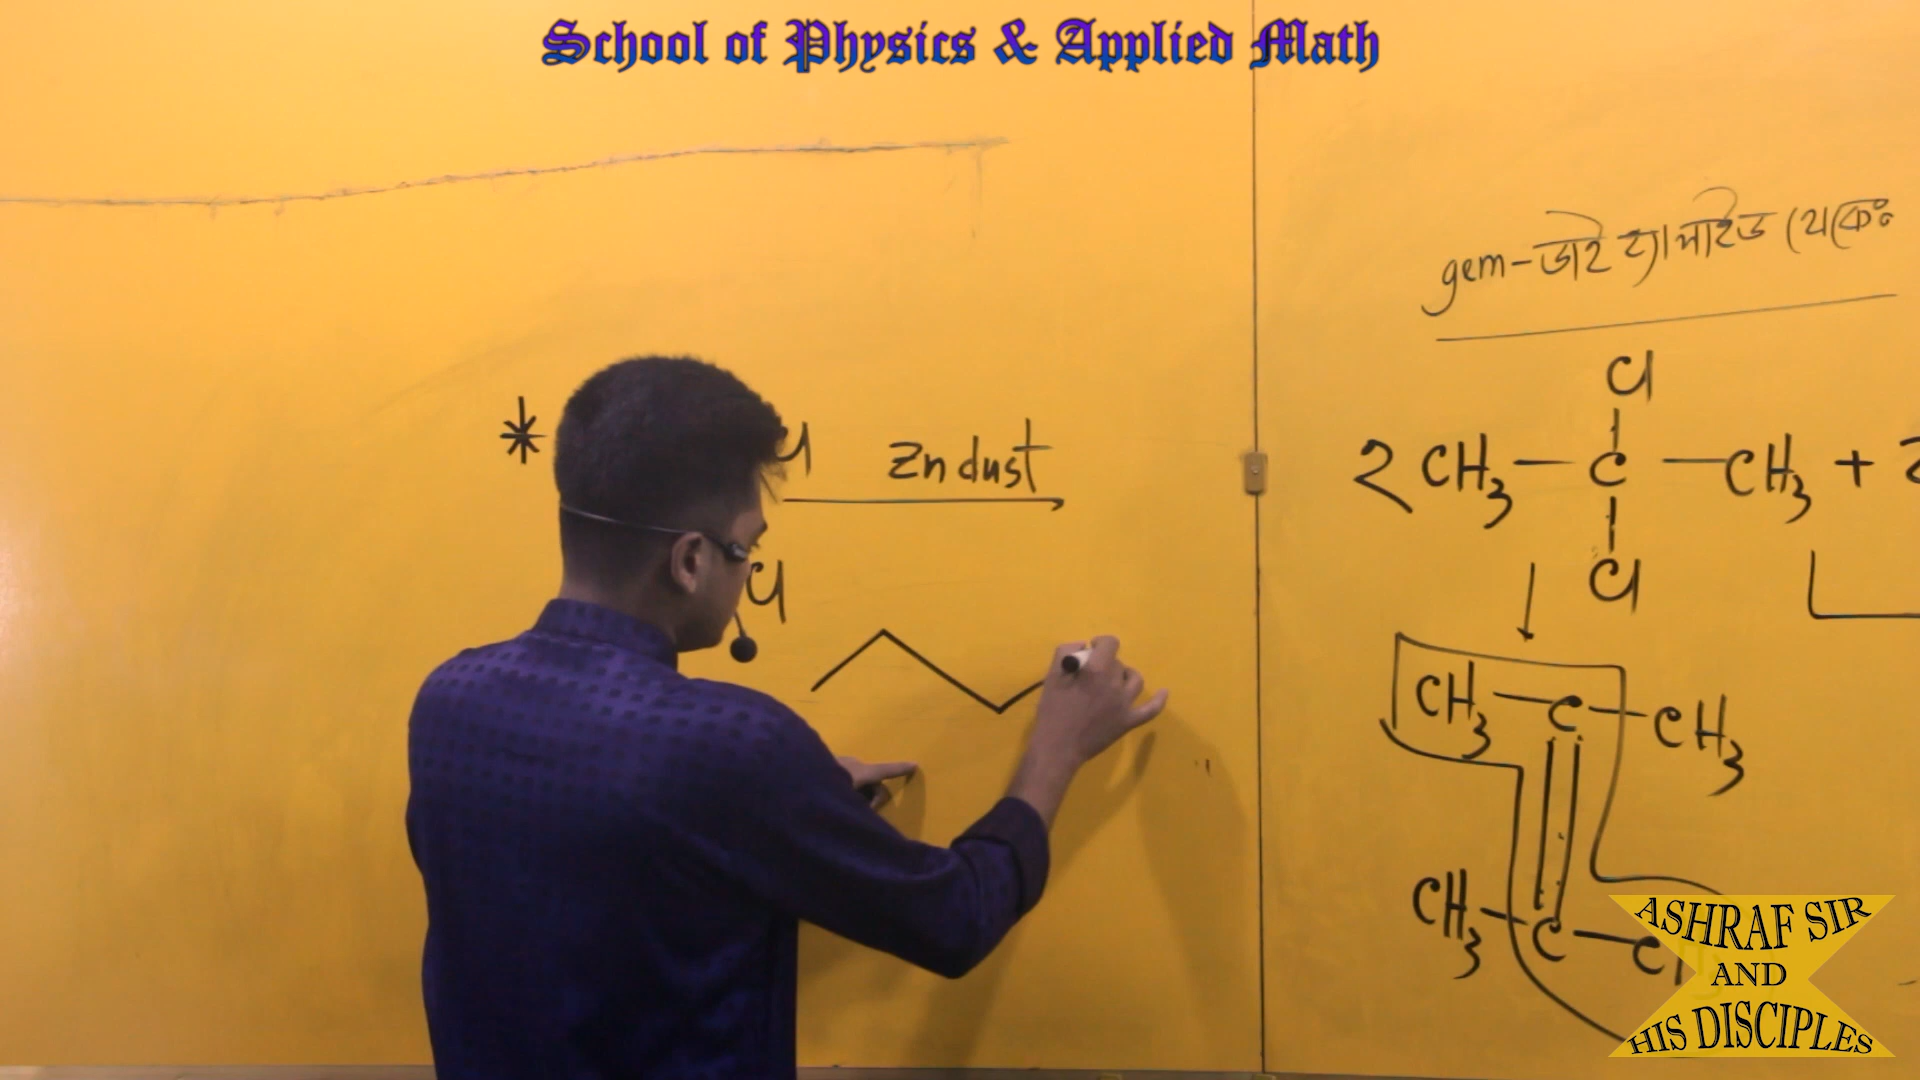 School of Physics & Applied Math
*
Cl
Zn dust
Cl
gem-ডাই হ্যালাইড থেকেঃ
Cl
2 CH3 — C — CH3 + 2
Cl
CH3 — C — CH3
CH3 — C — C
ASHRAF SIR
AND
HIS DISCIPLES